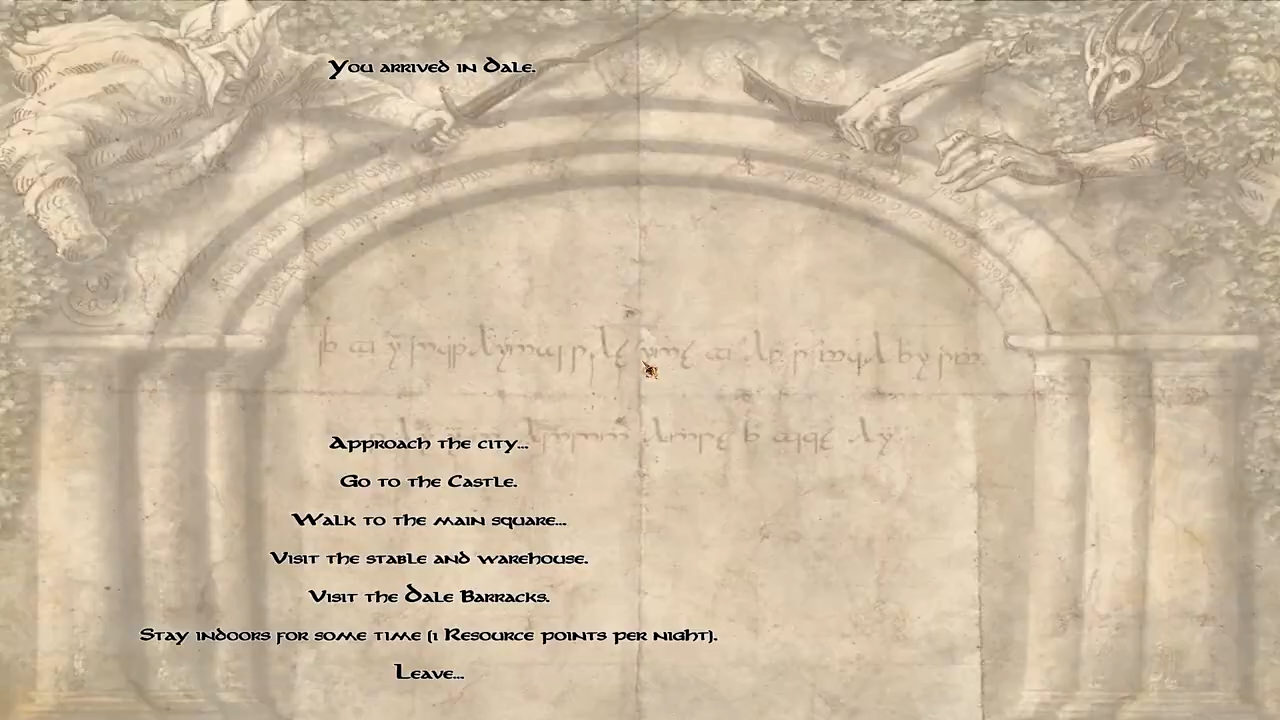 You arrived in Dale.
Approach the city...
Go to the Castle.
Walk to the main square...
Visit the stable and warehouse.
Visit the Dale Barracks.
Stay indoors for some time (1 Resource points per night).
Leave...